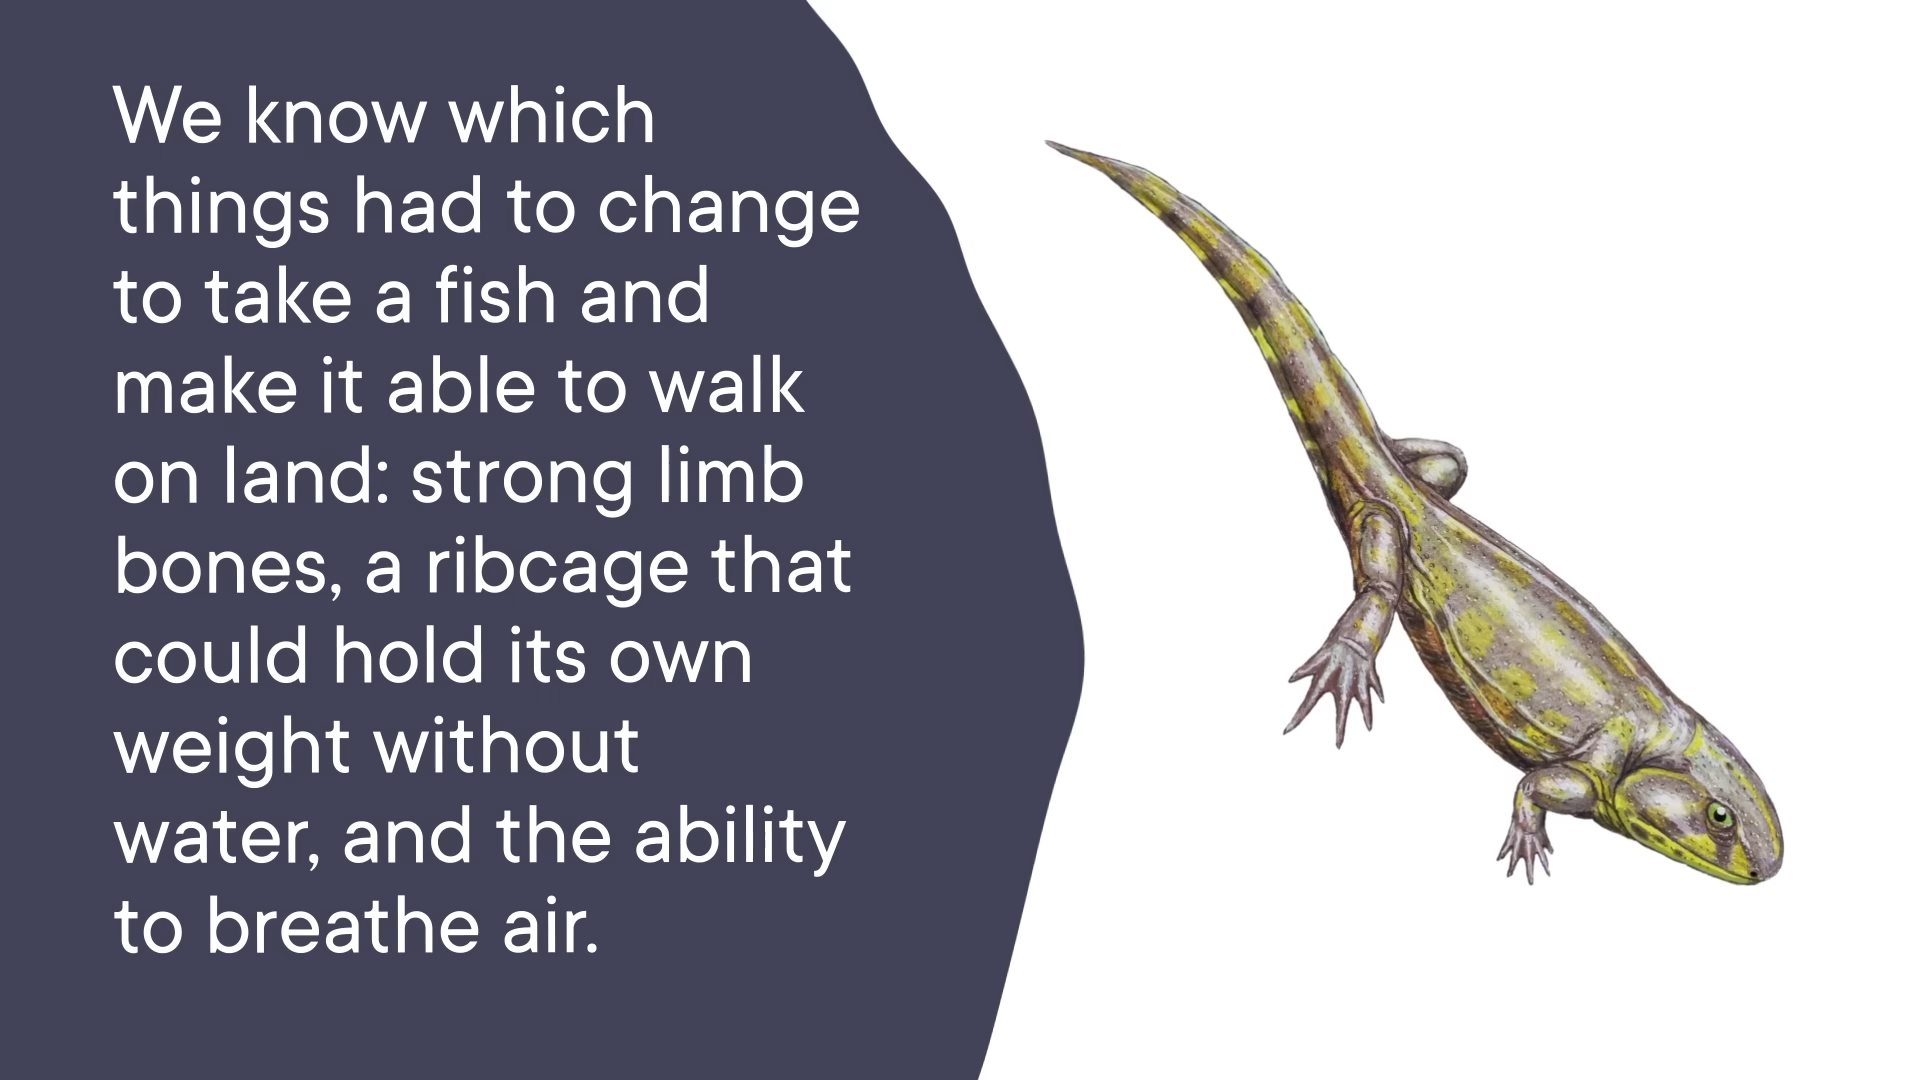 We know which
things had to change
to take a fish and
make it able to walk
on land: strong limb
bones, a ribcage that
could hold its own
weight without
water, and the ability
to breathe air.